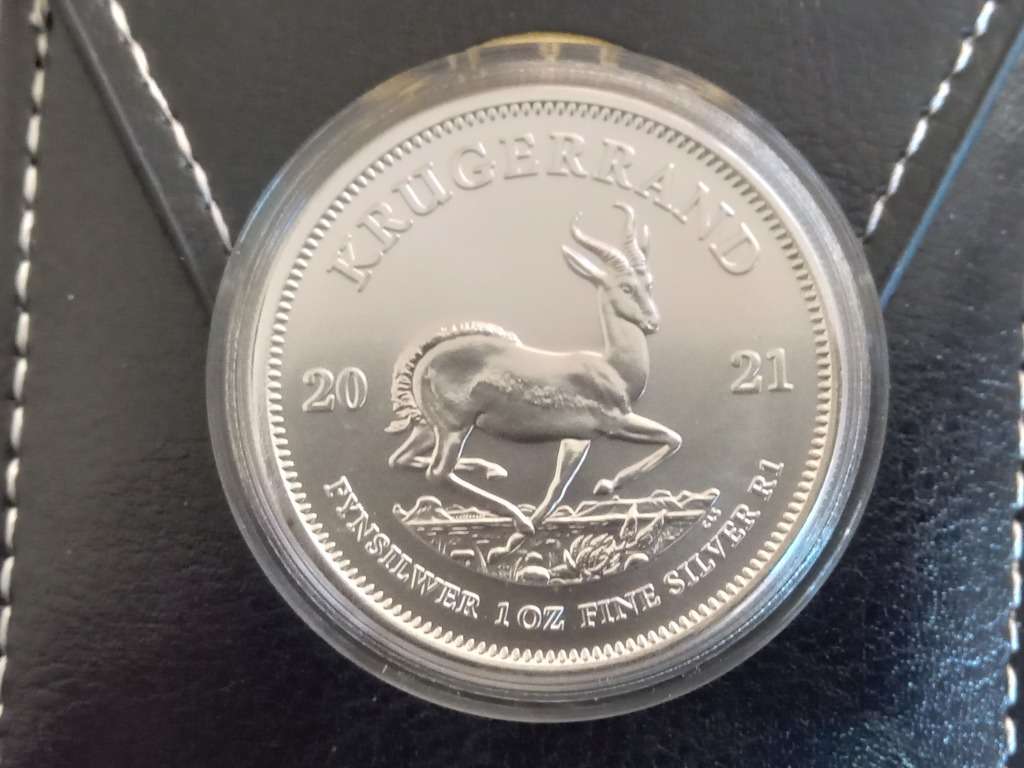 KRUGERRAND
20 21
FYNSILWER 1 OZ FINE SILVER R1